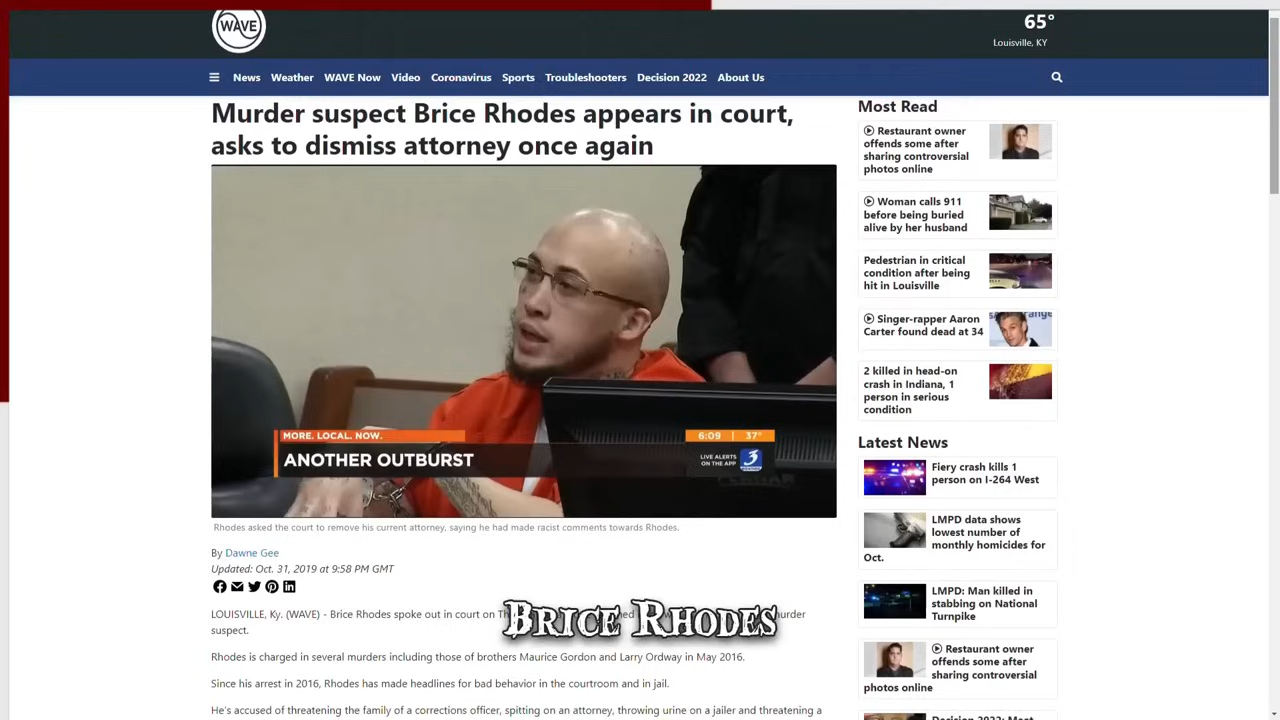 WAVE
65°
Louisville, KY
News Weather WAVE Now Video Coronavirus Sports Troubleshooters Decision 2022 About Us
Murder suspect Brice Rhodes appears in court,
asks to dismiss attorney once again
MORE. LOCAL. NOW.
6:09 | 37°
ANOTHER OUTBURST
LIVE ALERTS
ON THE APP
3
Rhodes asked the court to remove his current attorney, saying he had made racist comments towards Rhodes.
By Dawne Gee
Updated: Oct. 31, 2019 at 9:58 PM GMT
LOUISVILLE, Ky. (WAVE) - Brice Rhodes spoke out in court on
suspect.
BRICE RHODES
Rhodes is charged in several murders including those of brothers Maurice Gordon and Larry Ordway in May 2016.
Since his arrest in 2016, Rhodes has made headlines for bad behavior in the courtroom and in jail.
He's accused of threatening the family of a corrections officer, spitting on an attorney, throwing urine on a jailer and threatening a
Most Read
Restaurant owner
offends some after
sharing controversial
photos online
Woman calls 911
before being buried
alive by her husband
Pedestrian in critical
condition after being
hit in Louisville
Singer-rapper Aaron
Carter found dead at 34
2 killed in head-on
crash in Indiana, 1
person in serious
condition
Latest News
Fiery crash kills 1
person on I-264 West
LMPD data shows
lowest number of
monthly homicides for
Oct.
LMPD: Man killed in
stabbing on National
Turnpike
Restaurant owner
offends some after
sharing controversial
photos online
Decision 2022: Most